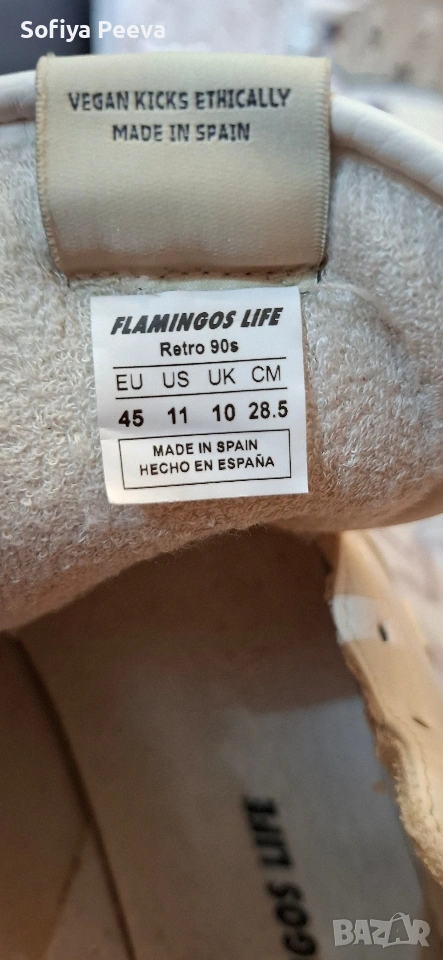 Sofiya Peeva
VEGAN KICKS ETHICALLY
MADE IN SPAIN
FLAMINGOS LIFE
Retro 90s
EU US UK CM
45 11 10 28.5
MADE IN SPAIN
HECHO EN ESPAÑA
GOS LIFE
BAZAR